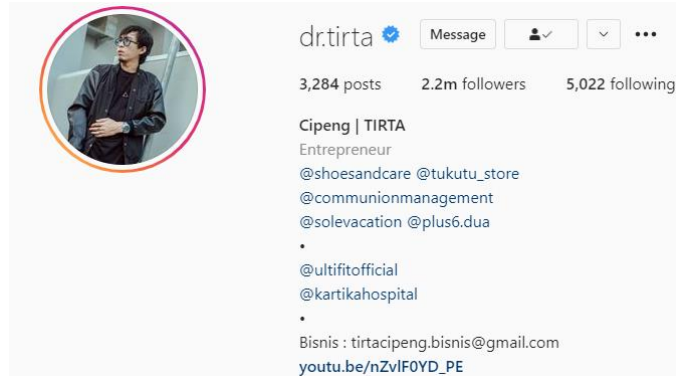 dr.tirta Message
3,284 posts 2.2m followers 5,022 following
Cipeng | TIRTA
Entrepreneur
@shoesandcare @tukutu_store
@communionmanagement
@solevacation @plus6.dua
•
@ultifitofficial
@kartikahospital
•
Bisnis : tirtacipeng.bisnis@gmail.com
youtu.be/nZvlF0YD_PE